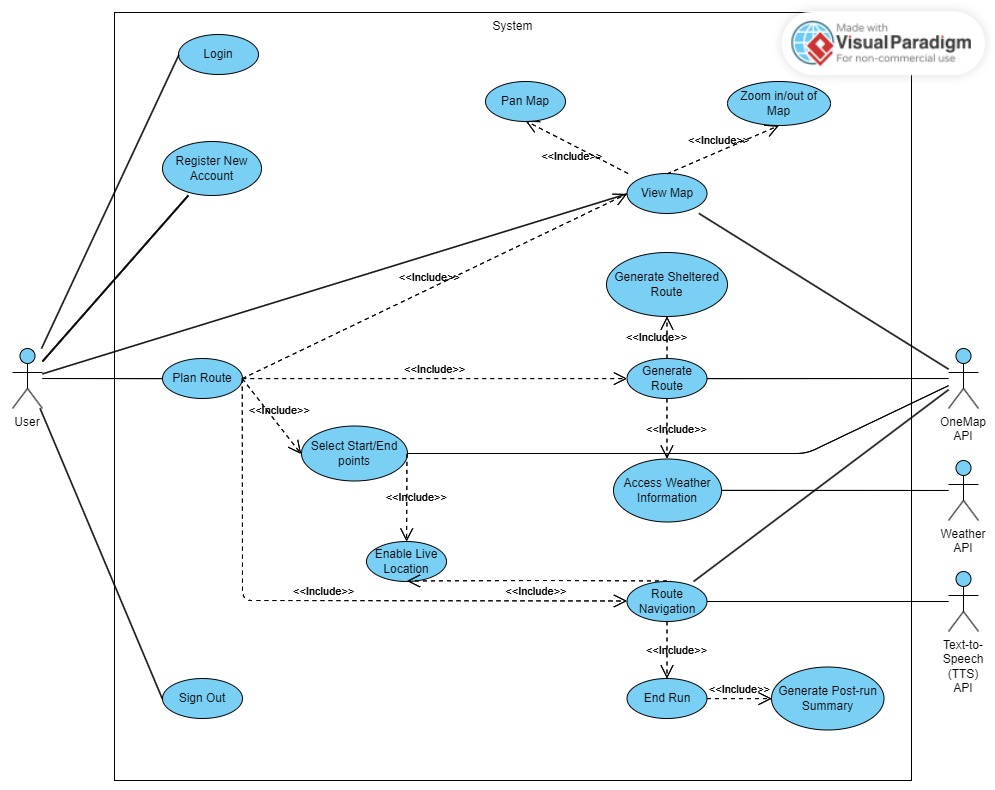 System
Made with
VisualParadigm
For non-commercial use
Login
Pan Map
Zoom in/out of
Map
<<Include>>
<<Include>>
Register New
Account
View Map
<<Include>>
Generate Sheltered
Route
<<Include>>
User
Plan Route
<<Include>>
Generate
Route
OneMap
API
<<Include>>
<<Include>>
Select Start/End
points
Access Weather
Information
<<Include>>
Weather
API
Enable Live
Location
<<Include>>
<<Include>>
Route
Navigation
Text-to-
Speech
(TTS)
API
<<Include>>
Sign Out
End Run
<<Include>>
Generate Post-run
Summary